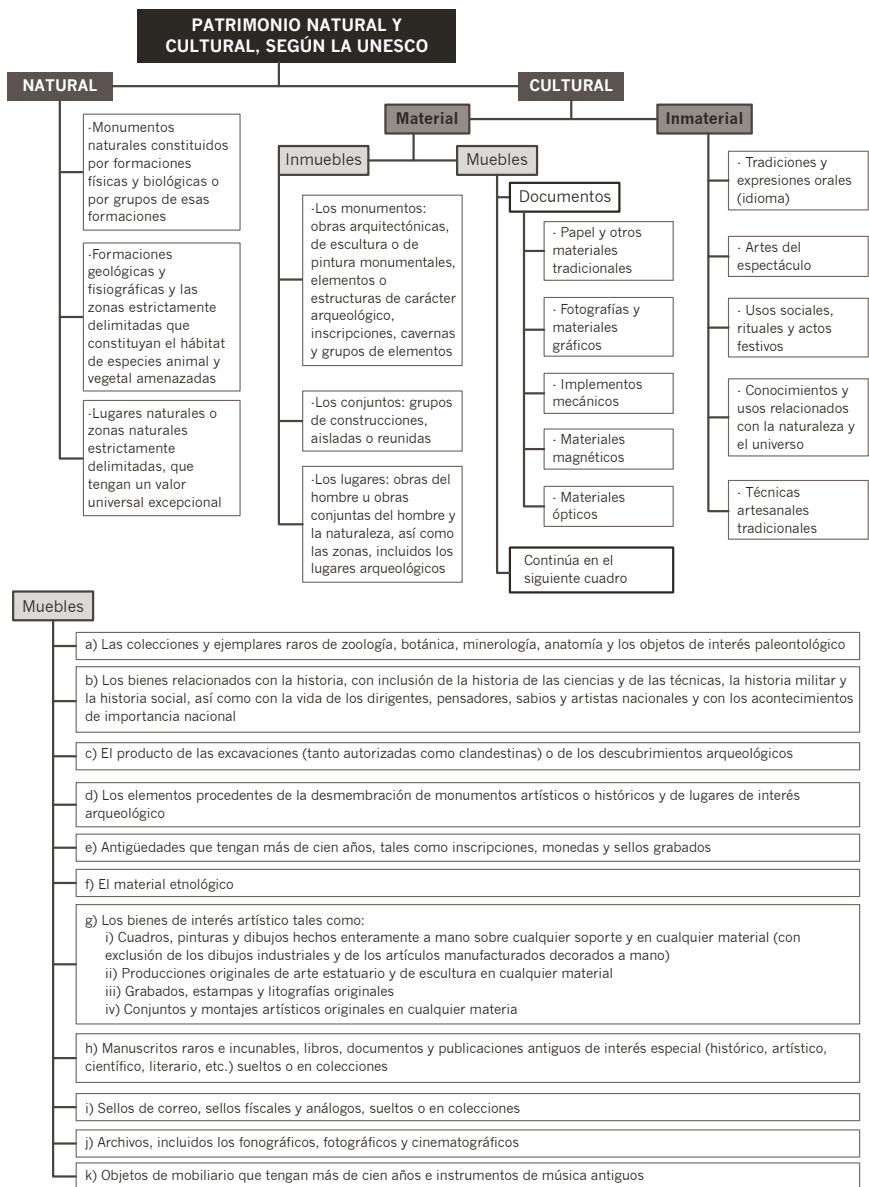 PATRIMONIO NATURAL Y
CULTURAL, SEGÚN LA UNESCO
NATURAL
-Monumentos
naturales constituidos
por formaciones
físicas y biológicas o
por grupos de esas
formaciones
-Formaciones
geológicas y
fisiográficas y las
zonas estrictamente
delimitadas que
constituyan el hábitat
de especies animal y
vegetal amenazadas
-Lugares naturales o
zonas naturales
estrictamente
delimitadas, que
tengan un valor
universal excepcional
CULTURAL
Material
Inmuebles
-Los monumentos:
obras arquitectónicas,
de escultura o de
pintura monumentales,
elementos o
estructuras de carácter
arqueológico,
inscripciones, cavernas
y grupos de elementos
-Los conjuntos: grupos
de construcciones,
aisladas o reunidas
-Los lugares: obras del
hombre u obras
conjuntas del hombre y
la naturaleza, así como
las zonas, incluidos los
lugares arqueológicos
Muebles
Documentos
- Papel y otros
materiales
tradicionales
- Fotografías y
materiales
gráficos
- Implementos
mecánicos
- Materiales
magnéticos
- Materiales
ópticos
Continúa en el
siguiente cuadro
Inmaterial
- Tradiciones y
expresiones orales
(idioma)
- Artes del
espectáculo
- Usos sociales,
rituales y actos
festivos
- Conocimientos y
usos relacionados
con la naturaleza y
el universo
- Técnicas
artesanales
tradicionales
Muebles
a) Las colecciones y ejemplares raros de zoología, botánica, minerología, anatomía y los objetos de interés paleontológico
b) Los bienes relacionados con la historia, con inclusión de la historia de las ciencias y de las técnicas, la historia militar y
la historia social, así como con la vida de los dirigentes, pensadores, sabios y artistas nacionales y con los acontecimientos
de importancia nacional
c) El producto de las excavaciones (tanto autorizadas como clandestinas) o de los descubrimientos arqueológicos
d) Los elementos procedentes de la desmembración de monumentos artísticos o históricos y de lugares de interés
arqueológico
e) Antigüedades que tengan más de cien años, tales como inscripciones, monedas y sellos grabados
f) El material etnológico
g) Los bienes de interés artístico tales como:
i) Cuadros, pinturas y dibujos hechos enteramente a mano sobre cualquier soporte y en cualquier material (con
exclusión de los dibujos industriales y de los artículos manufacturados decorados a mano)
ii) Producciones originales de arte estatuario y de escultura en cualquier material
iii) Grabados, estampas y litografías originales
iv) Conjuntos y montajes artísticos originales en cualquier materia
h) Manuscritos raros e incunables, libros, documentos y publicaciones antiguos de interés especial (histórico, artístico,
científico, literario, etc.) sueltos o en colecciones
i) Sellos de correo, sellos físcales y análogos, sueltos o en colecciones
j) Archivos, incluidos los fonográficos, fotográficos y cinematográficos
k) Objetos de mobiliario que tengan más de cien años e instrumentos de música antiguos